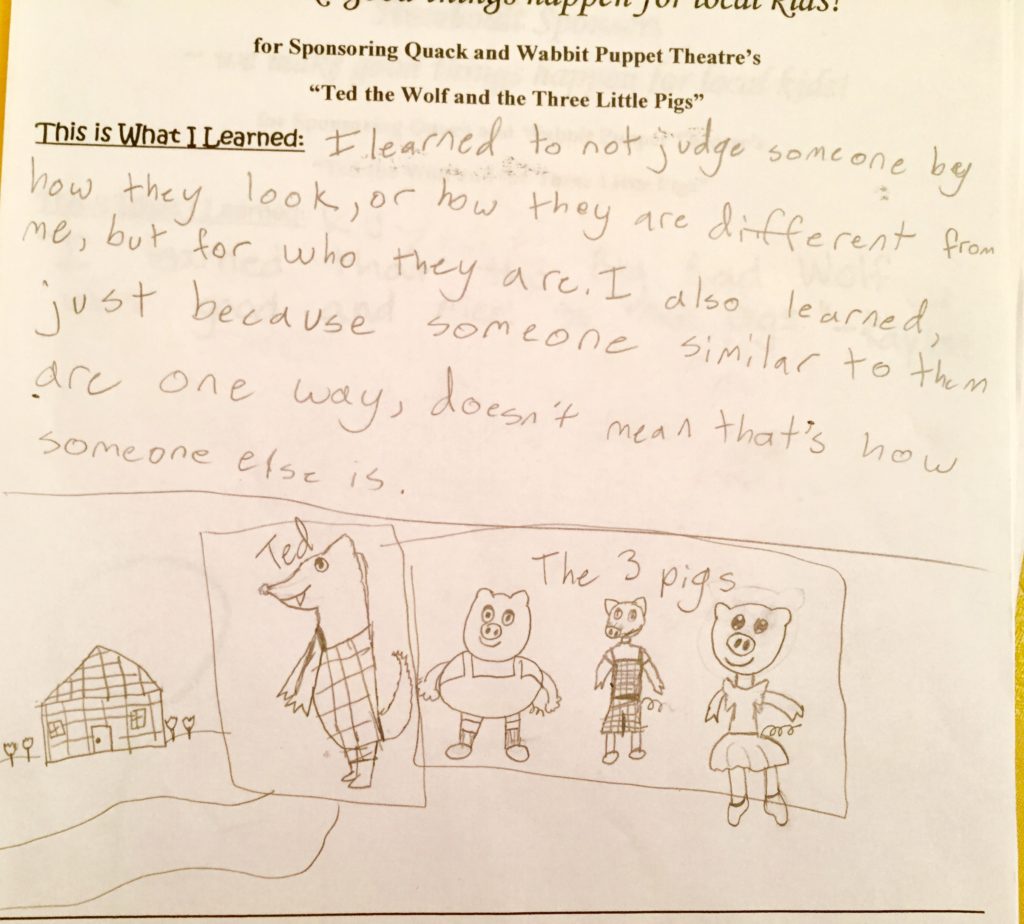 good things happen for local kids!
for Sponsoring Quack and Wabbit Puppet Theatre's
"Ted the Wolf and the Three Little Pigs"
This is What I Learned: I learned to not judge someone by
how they look, or how they are different from
me, but for who they are. I also learned,
just because someone similar to them
are one way, doesn't mean that's how
someone else is.
Ted
The 3 pigs